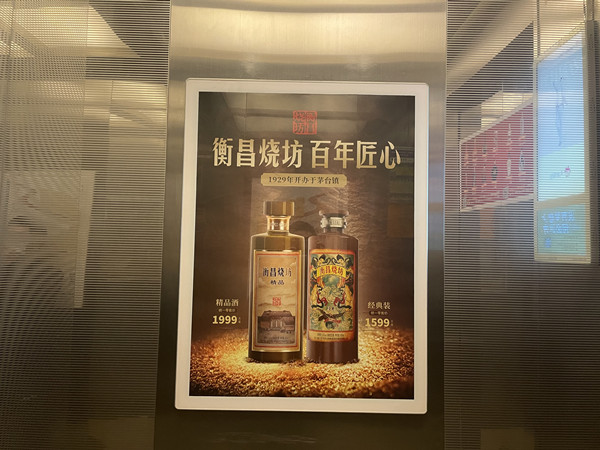 衡昌烧坊 百年匠心
1929年开办于茅台镇
衡昌烧坊
精品
衡昌烧坊
精品酒
1999
经典装
1599